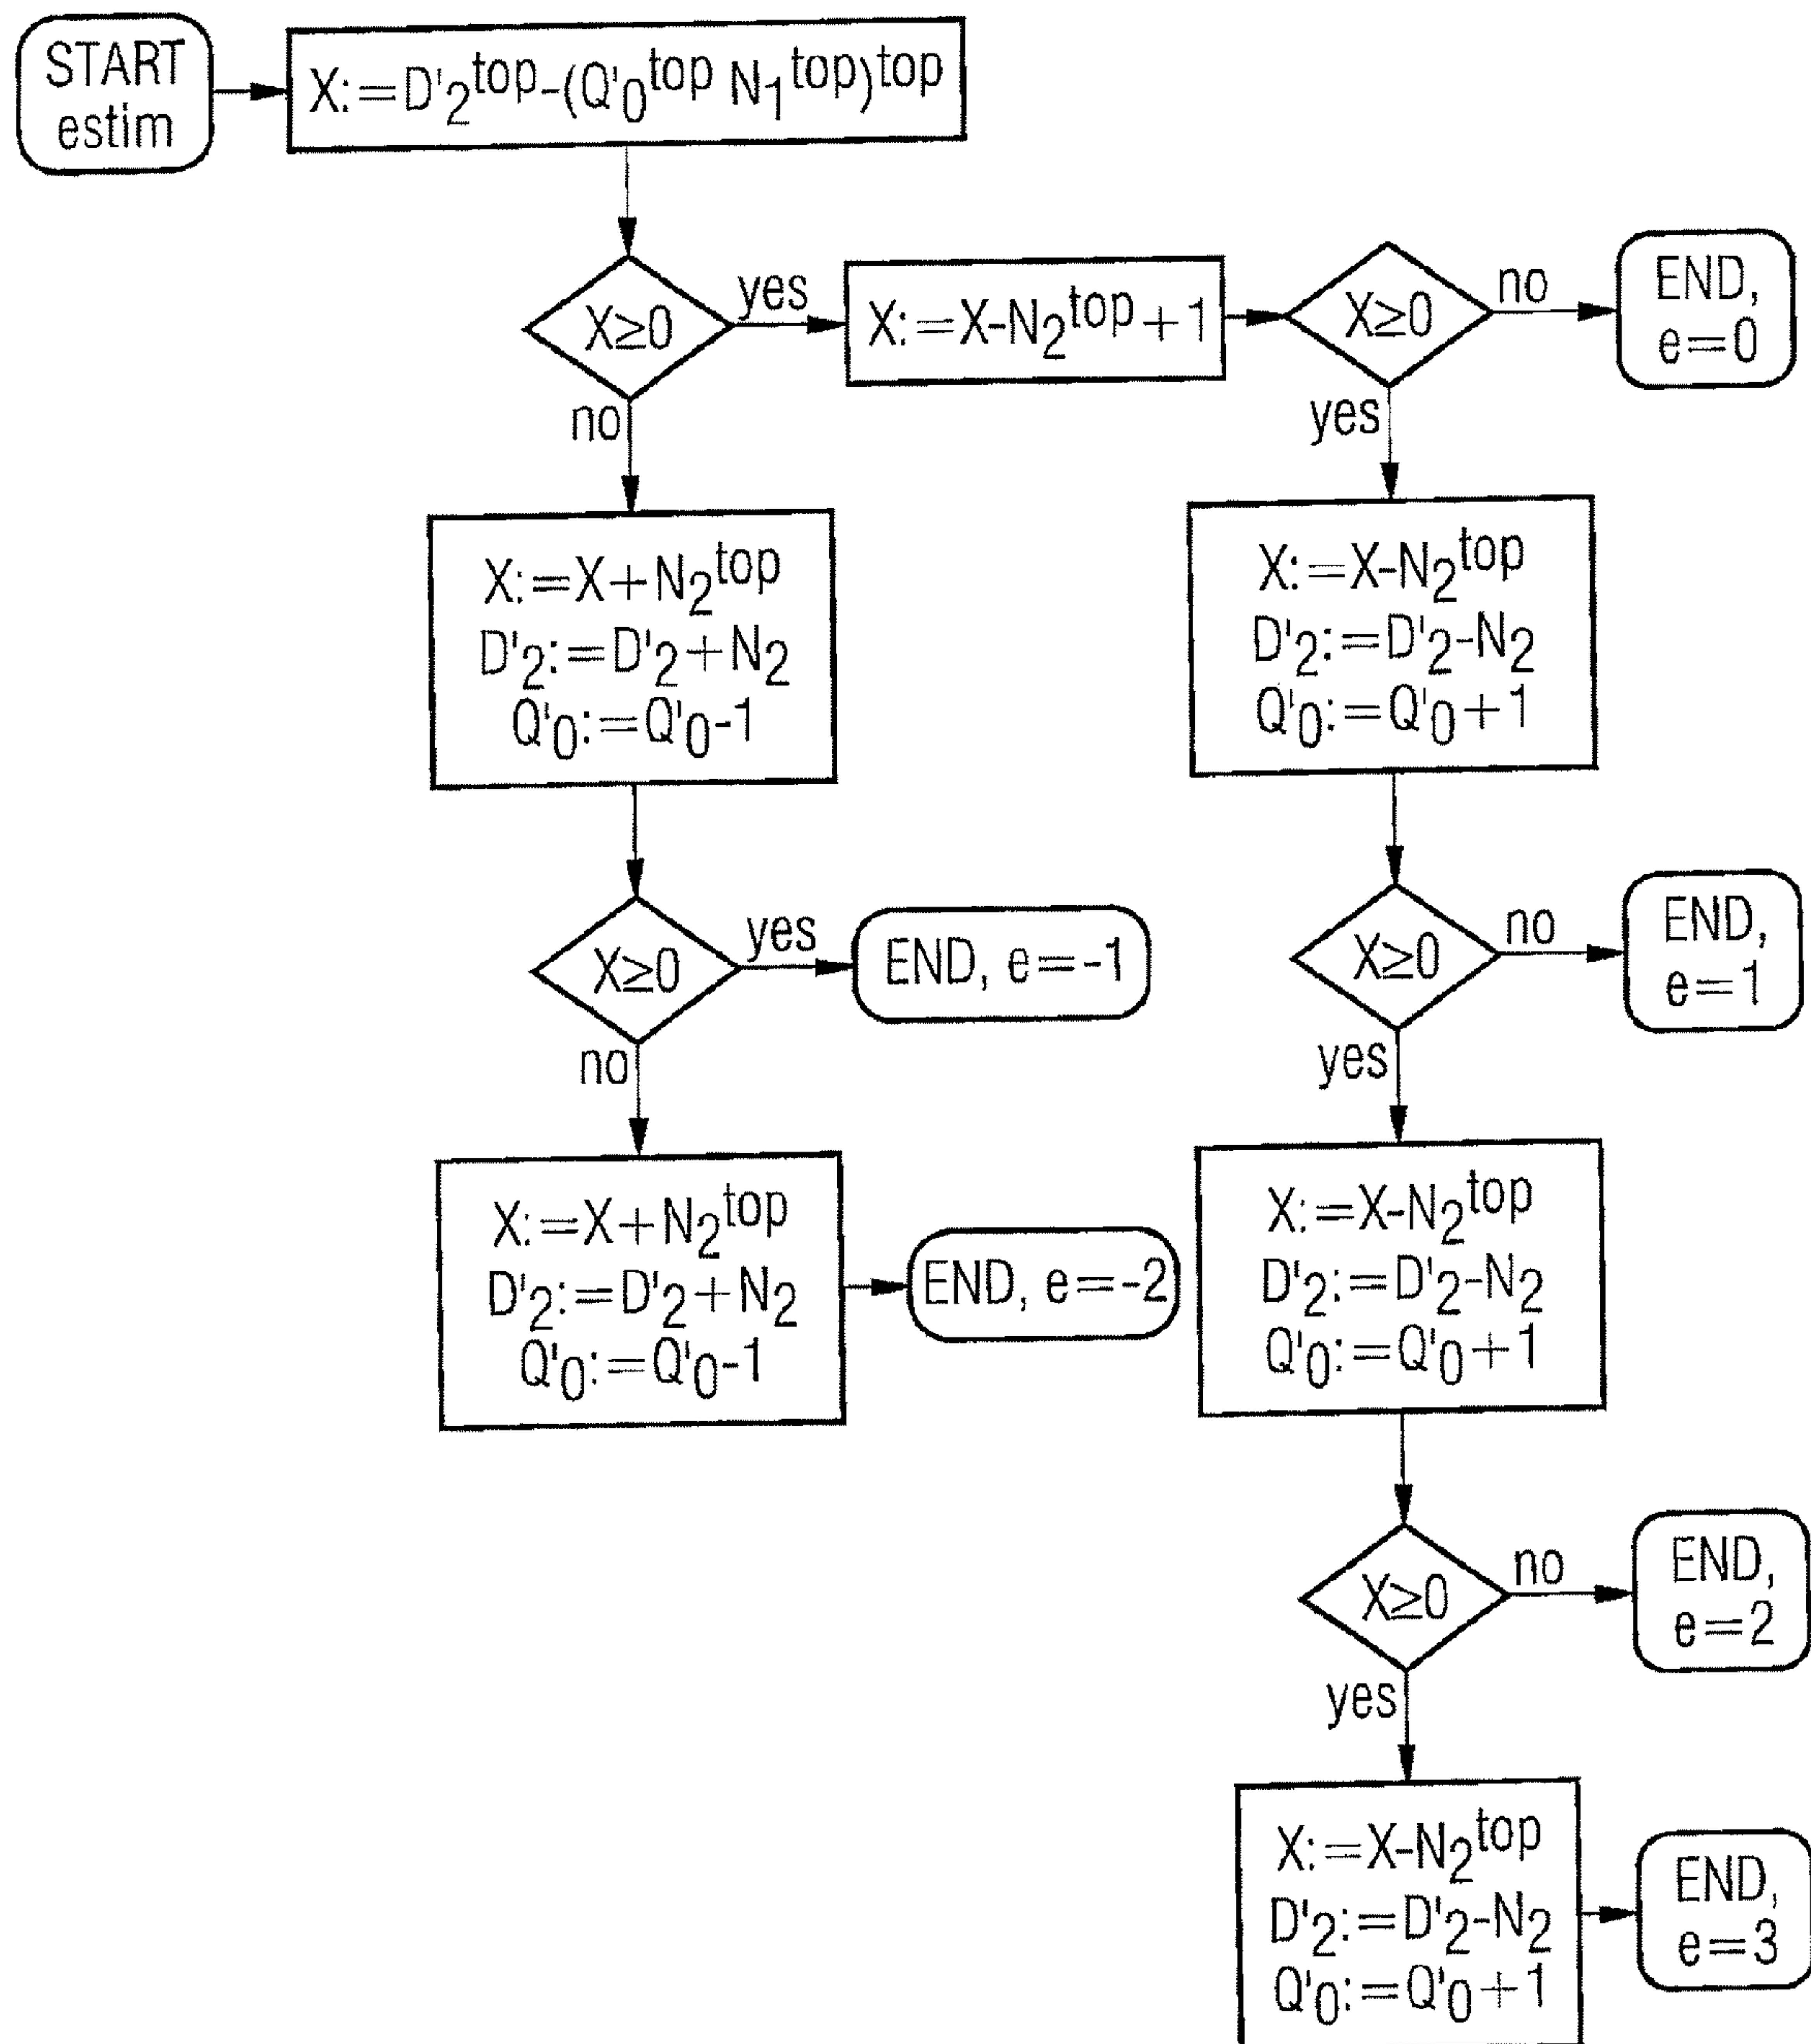 START
estim
X:=D'2top-(Q'0top N1top)top
X≥0
yes
X:=X-N2top+1
X≥0
no
END,
e=0
no
yes
X:=X+N2top
D'2:=D'2+N2
Q'0:=Q'0-1
X:=X-N2top
D'2:=D'2-N2
Q'0:=Q'0+1
X≥0
yes
END, e=-1
X≥0
no
END,
e=1
no
yes
X:=X+N2top
D'2:=D'2+N2
Q'0:=Q'0-1
END, e=-2
X:=X-N2top
D'2:=D'2-N2
Q'0:=Q'0+1
X≥0
no
END,
e=2
yes
X:=X-N2top
D'2:=D'2-N2
Q'0:=Q'0+1
END,
e=3